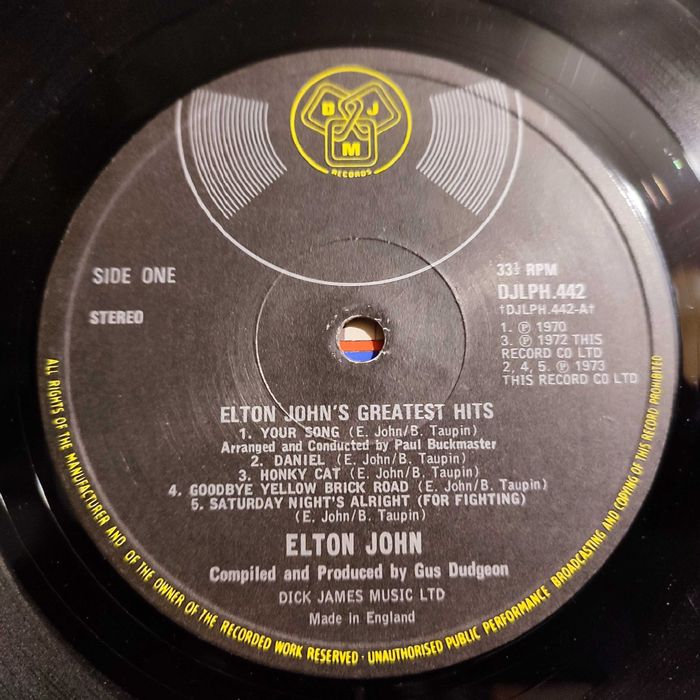 D J
M
RECORDS
SIDE ONE
STEREO
33⅓ RPM
DJLPH.442
†DJLPH.442-A†
1. ℗ 1970
3. ℗ 1972 THIS
RECORD CO LTD
2, 4, 5. ℗ 1973
THIS RECORD CO LTD
ELTON JOHN'S GREATEST HITS
1. YOUR SONG (E. John/B. Taupin)
Arranged and Conducted by Paul Buckmaster
2. DANIEL (E. John/B. Taupin)
3. HONKY CAT (E. John/B. Taupin)
4. GOODBYE YELLOW BRICK ROAD (E. John/B. Taupin)
5. SATURDAY NIGHT'S ALRIGHT (FOR FIGHTING)
(E. John/B. Taupin)
ELTON JOHN
Compiled and Produced by Gus Dudgeon
DICK JAMES MUSIC LTD
Made in England
ALL RIGHTS OF THE MANUFACTURER AND OF THE OWNER OF THE RECORDED WORK RESERVED · UNAUTHORISED PUBLIC PERFORMANCE BROADCASTING AND COPYING OF THIS RECORD PROHIBITED